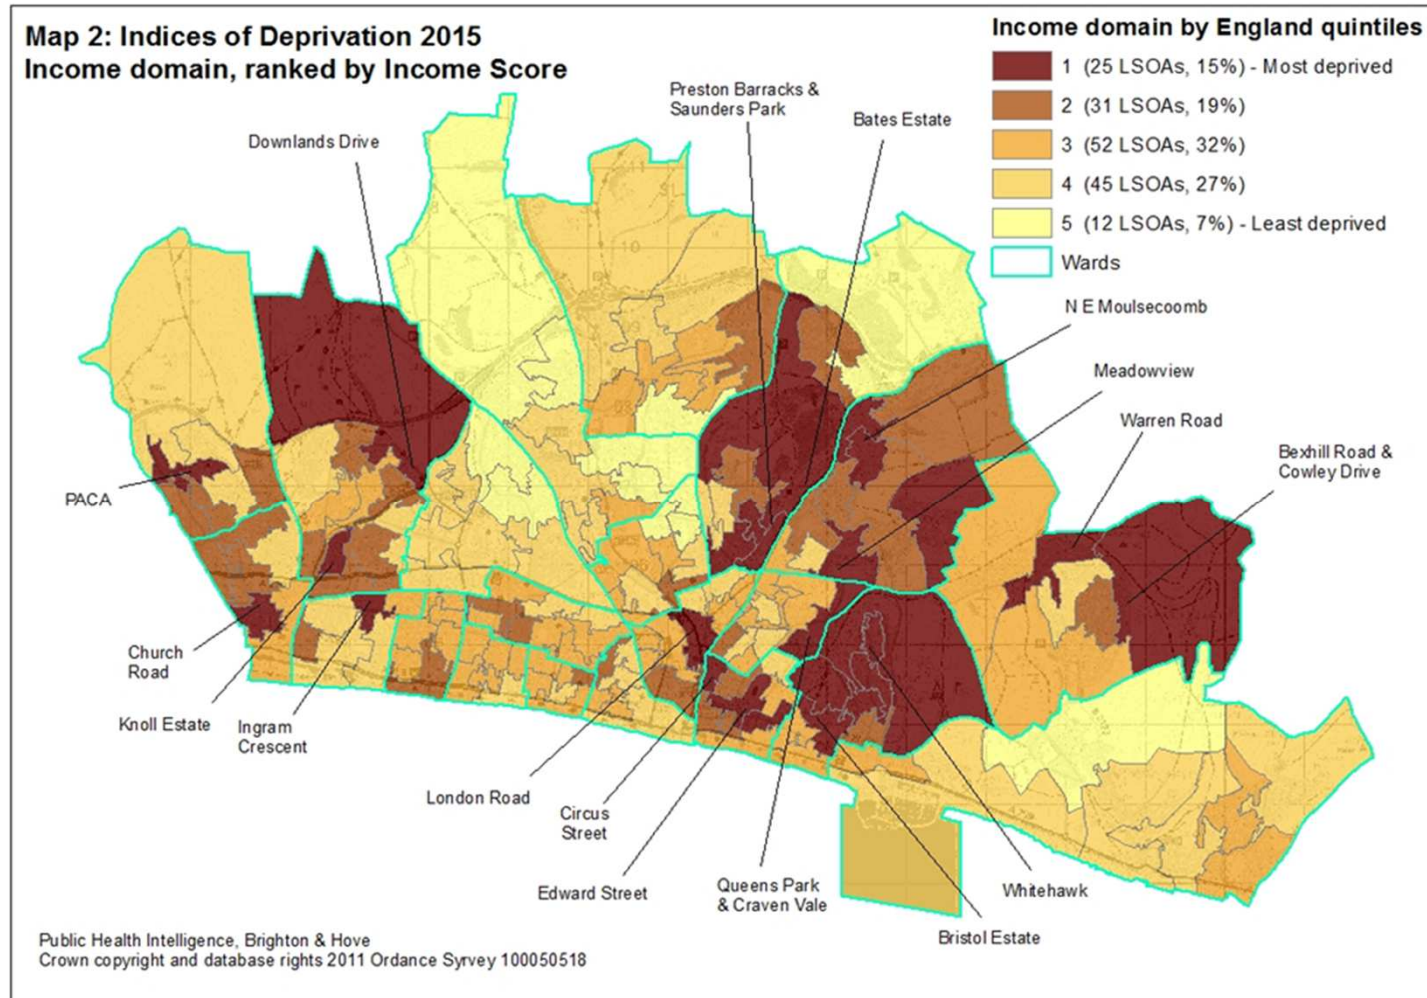 Map 2: Indices of Deprivation 2015
Income domain, ranked by Income Score
Income domain by England quintiles
1 (25 LSOAs, 15%) - Most deprived
2 (31 LSOAs, 19%)
3 (52 LSOAs, 32%)
4 (45 LSOAs, 27%)
5 (12 LSOAs, 7%) - Least deprived
Wards
Preston Barracks &
Saunders Park
Bates Estate
Downlands Drive
N E Moulsecoomb
Meadowview
Warren Road
Bexhill Road &
Cowley Drive
PACA
Church
Road
Knoll Estate
Ingram
Crescent
London Road
Circus
Street
Edward Street
Queens Park
& Craven Vale
Whitehawk
Bristol Estate
Public Health Intelligence, Brighton & Hove
Crown copyright and database rights 2011 Ordance Syrvey 100050518